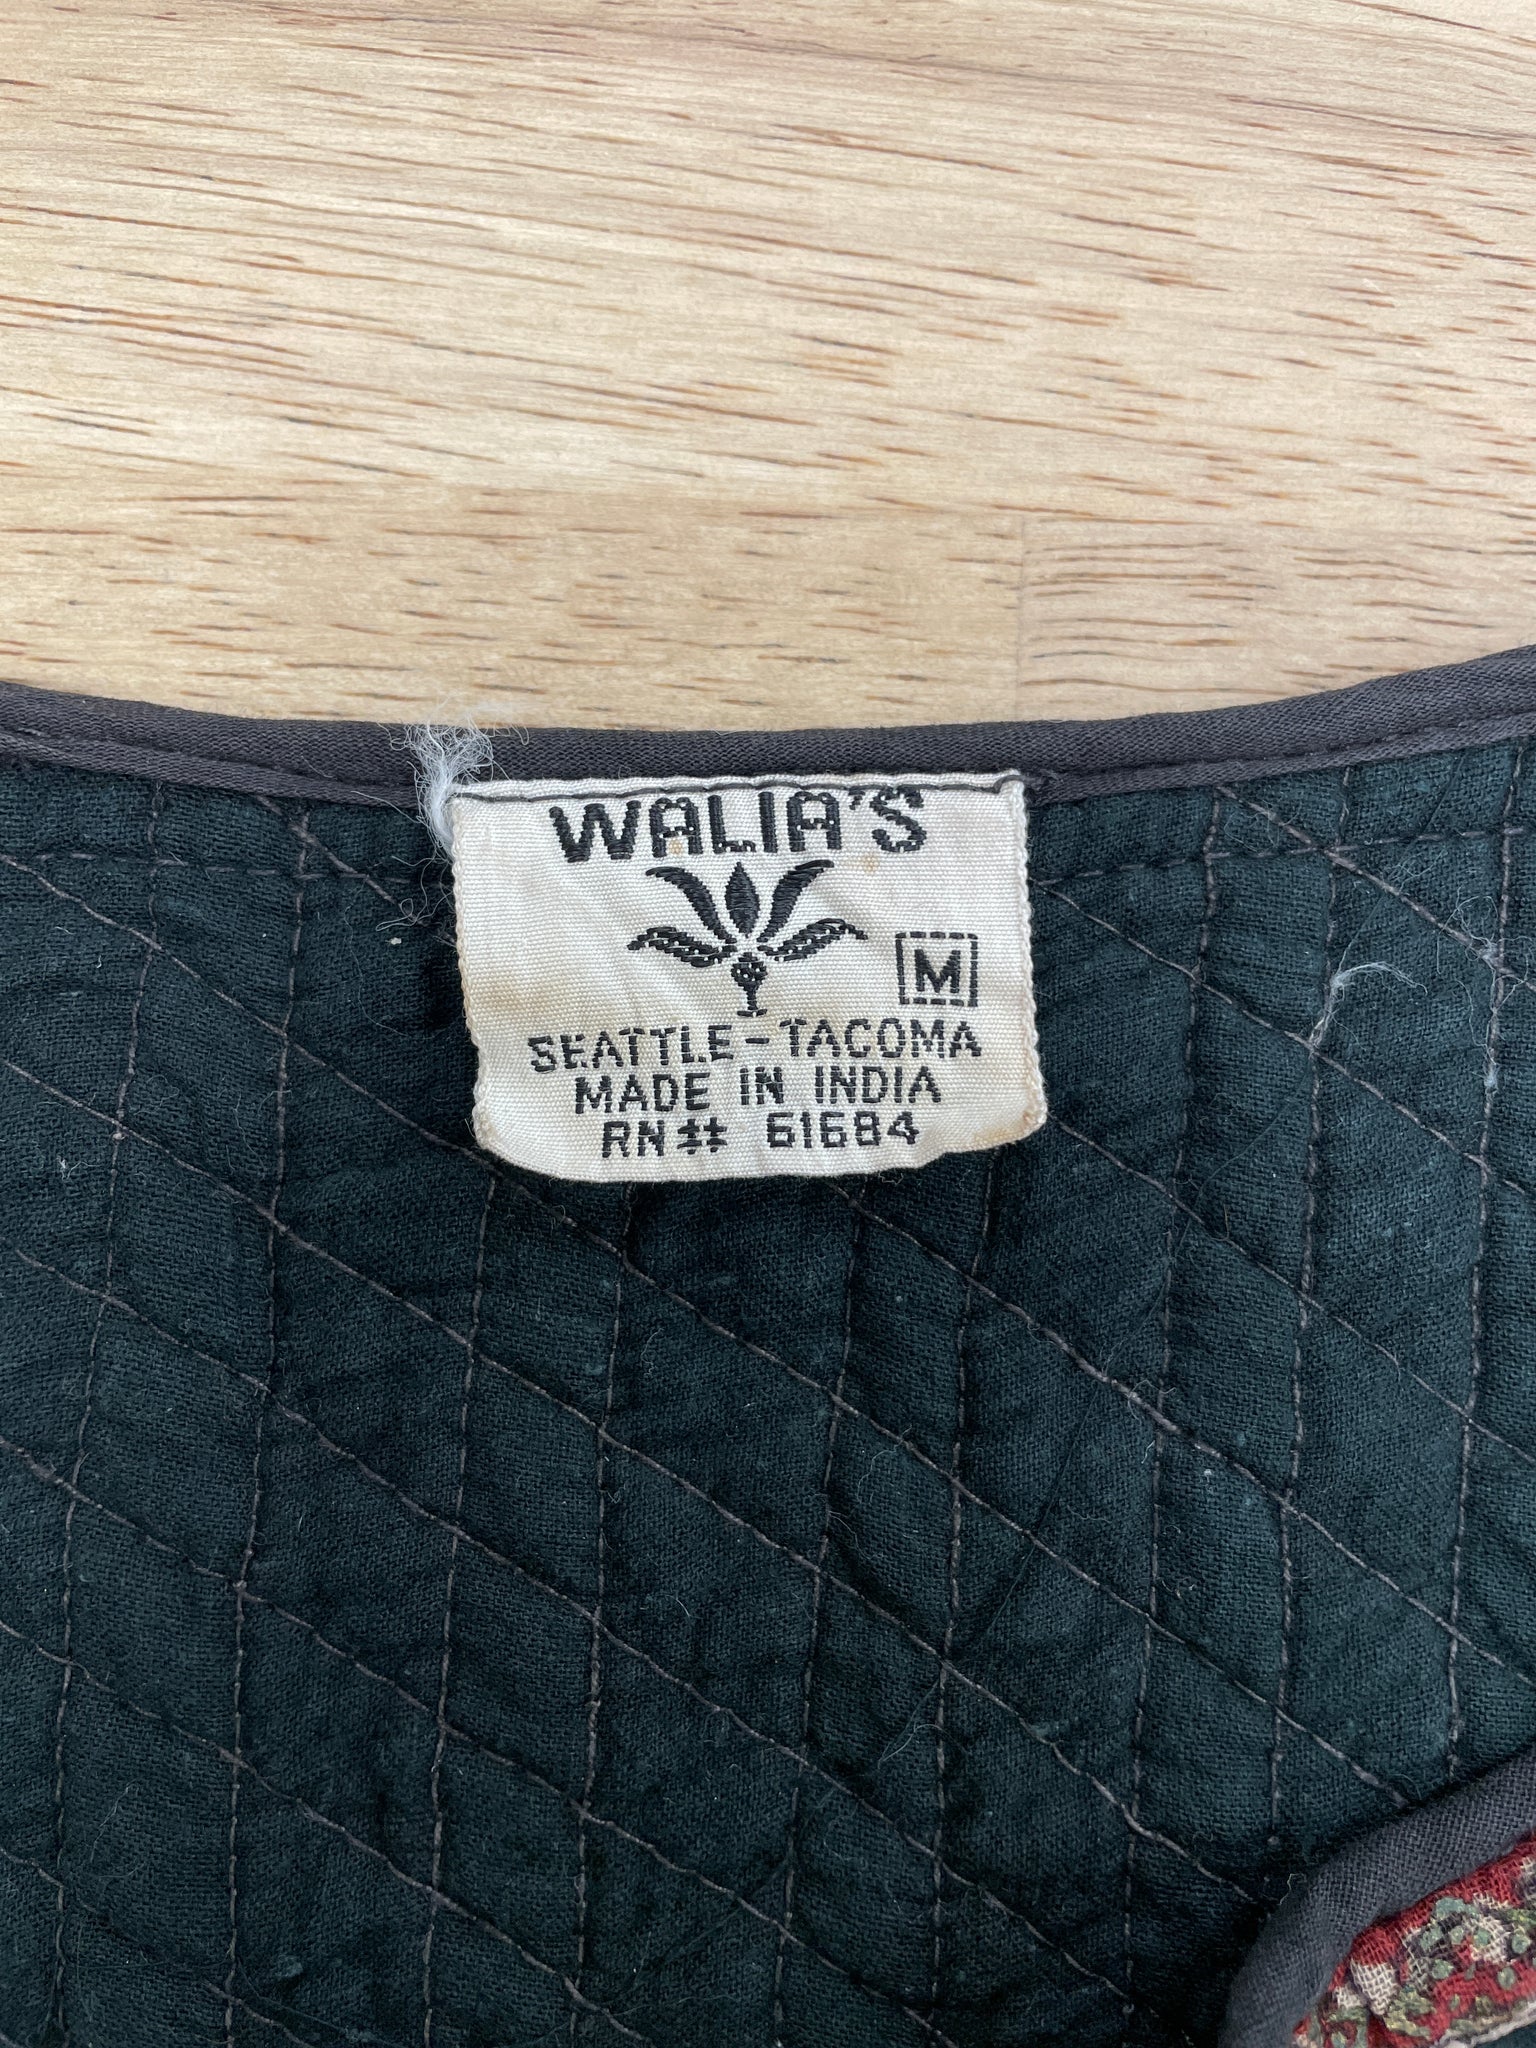 WALIA'S
M
SEATTLE-TACOMA
MADE IN INDIA
RN# 61684